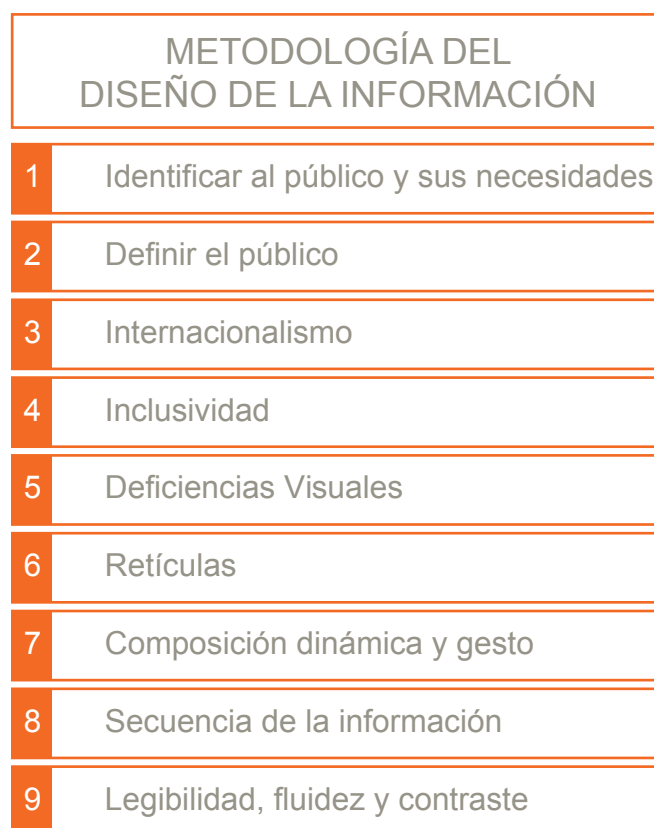 METODOLOGÍA DEL
DISEÑO DE LA INFORMACIÓN
1 Identificar al público y sus necesidades
2 Definir el público
3 Internacionalismo
4 Inclusividad
5 Deficiencias Visuales
6 Retículas
7 Composición dinámica y gesto
8 Secuencia de la información
9 Legibilidad, fluidez y contraste